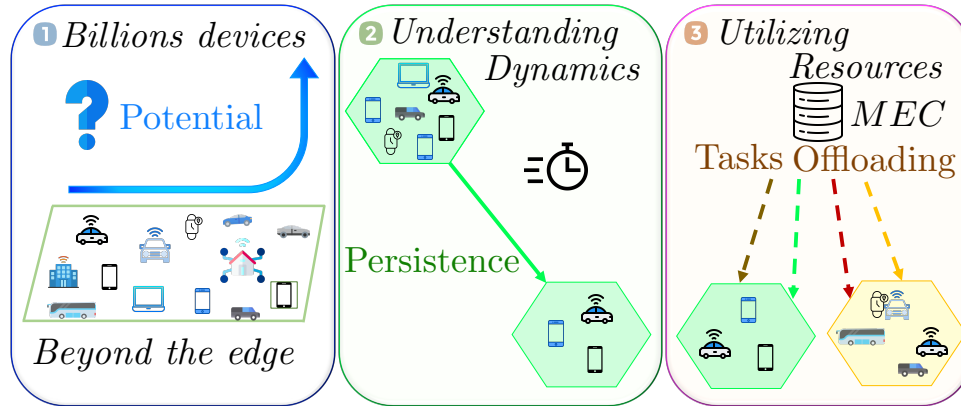 1 Billions devices
? Potential
Beyond the edge
2 Understanding
Dynamics
Persistence
3 Utilizing
Resources
MEC
Tasks Offloading